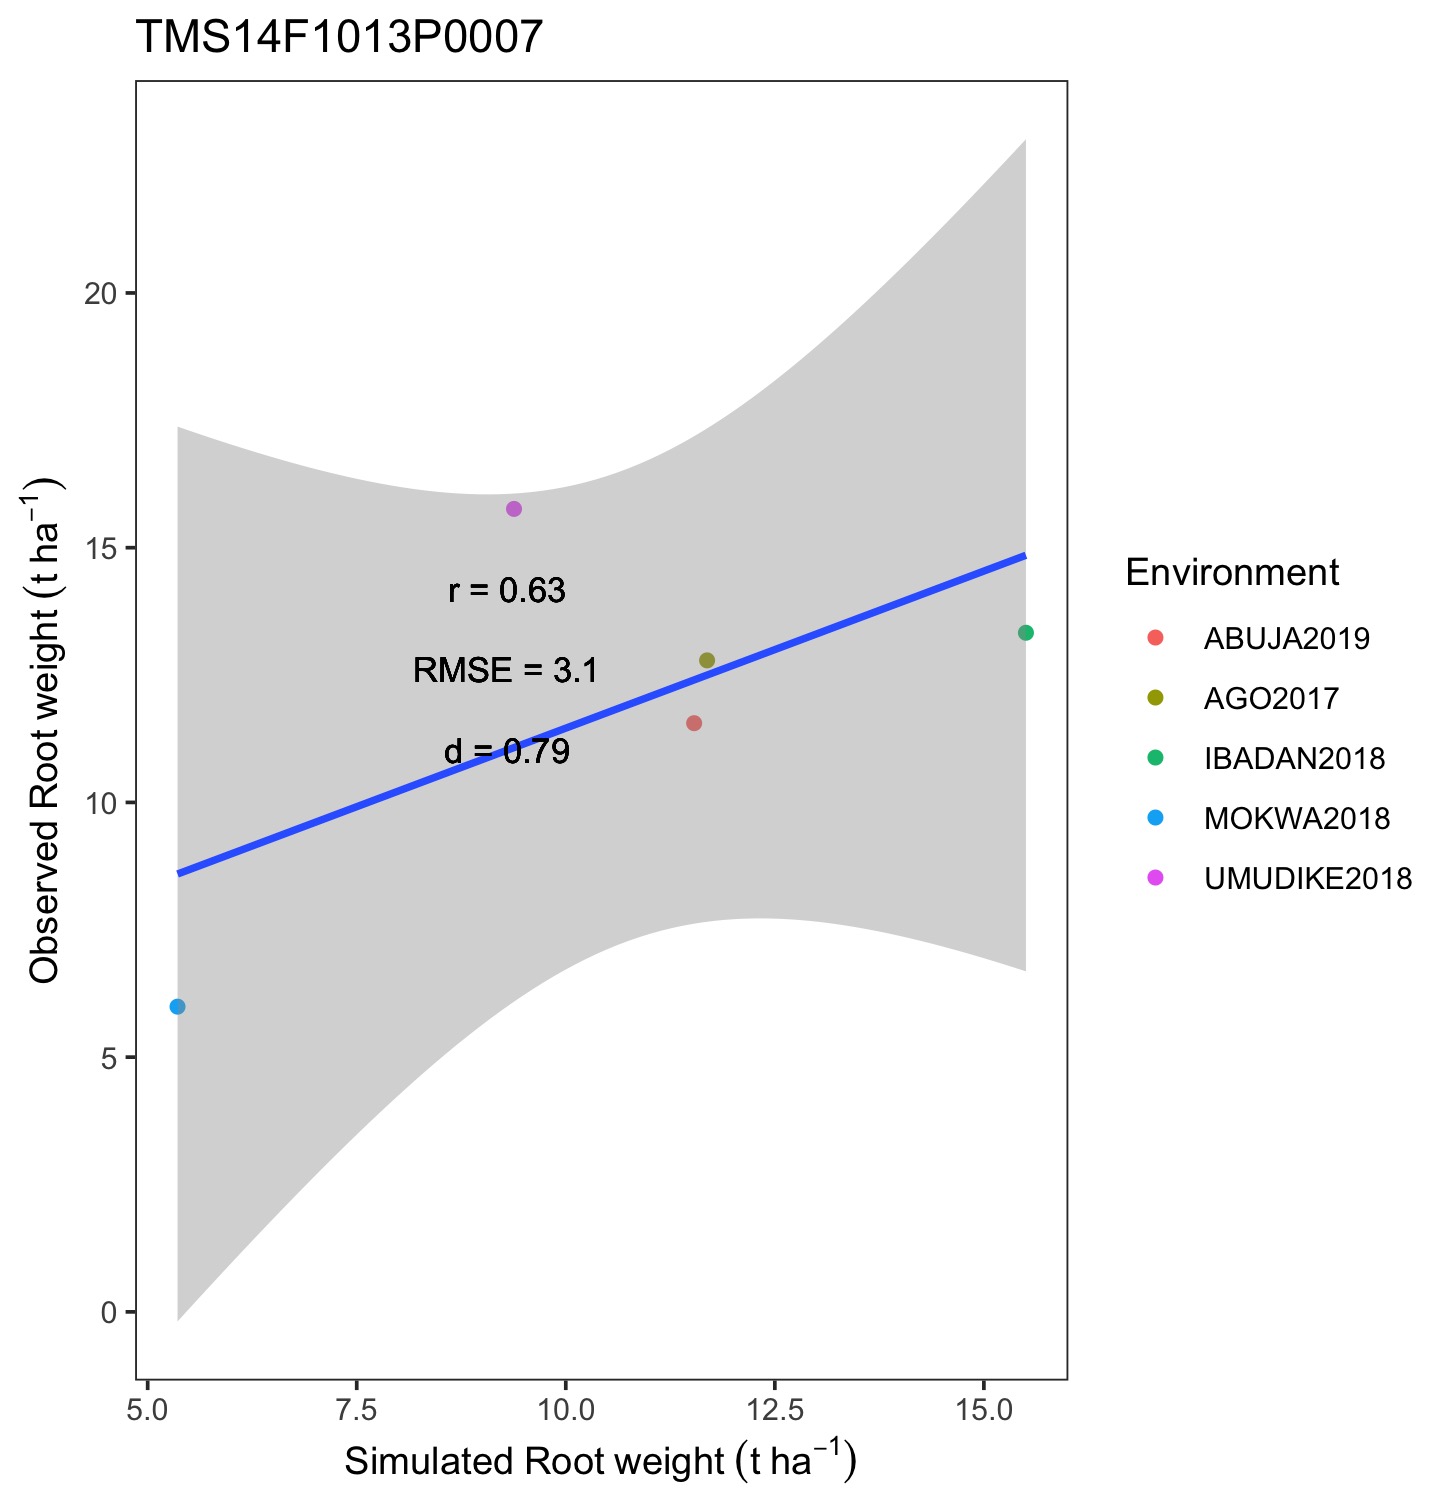 TMS14F1013P0007
Observed Root weight (t ha⁻¹)
20
15
10
5
0
r = 0.63
RMSE = 3.1
d = 0.79
5.0
7.5
10.0
12.5
15.0
Simulated Root weight (t ha⁻¹)
Environment
ABUJA2019
AGO2017
IBADAN2018
MOKWA2018
UMUDIKE2018